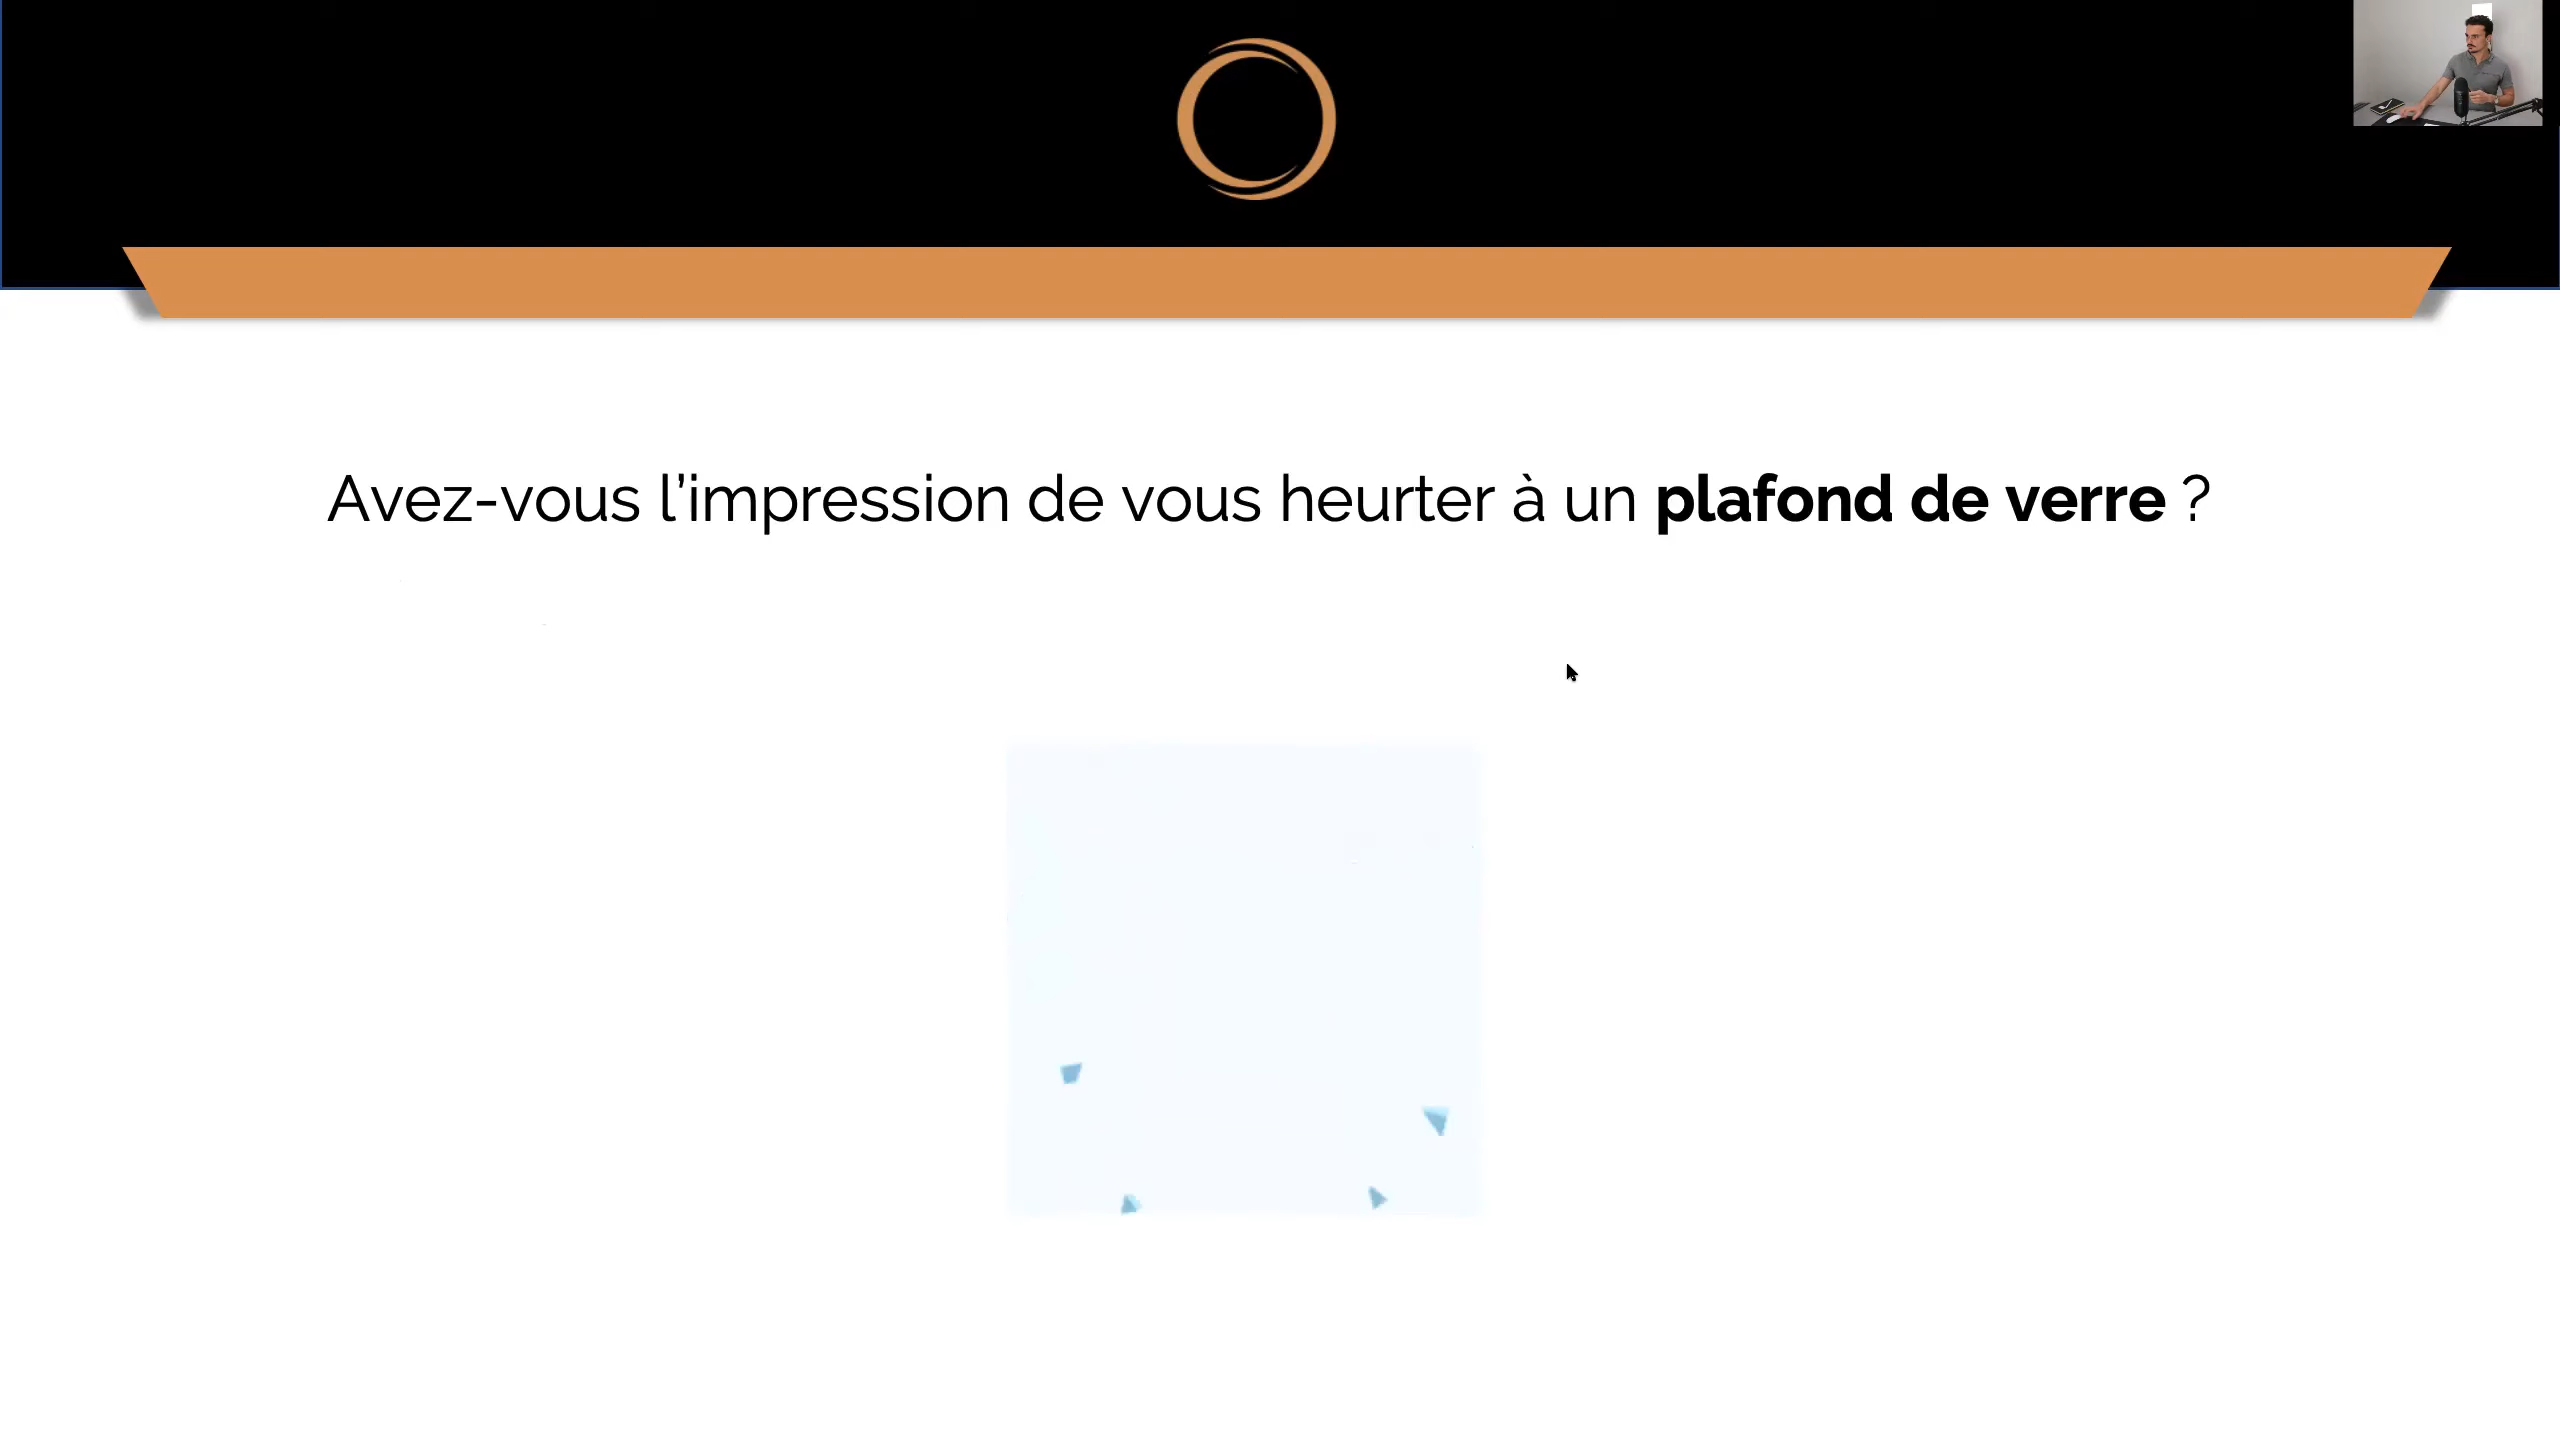 Avez-vous l’impression de vous heurter à un plafond de verre ?